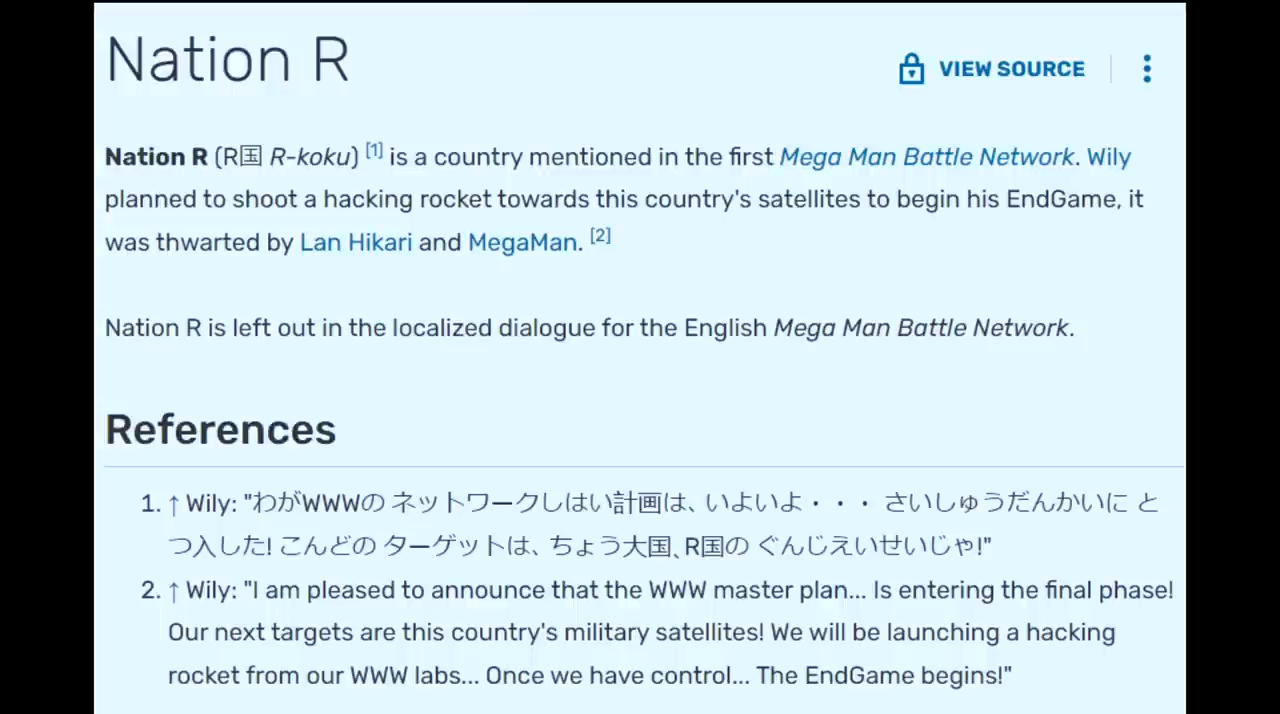 Nation R
VIEW SOURCE
Nation R (R国 R-koku) [1] is a country mentioned in the first Mega Man Battle Network. Wily
planned to shoot a hacking rocket towards this country's satellites to begin his EndGame, it
was thwarted by Lan Hikari and MegaMan. [2]
Nation R is left out in the localized dialogue for the English Mega Man Battle Network.
References
1. ↑ Wily: "わがWWWの ネットワークしはい計画は、いよいよ・・・ さいしゅうだんかいに と
つ入した! こんどの ターゲットは、ちょう大国、R国の ぐんじえいせいじゃ!"
2. ↑ Wily: "I am pleased to announce that the WWW master plan... Is entering the final phase!
Our next targets are this country's military satellites! We will be launching a hacking
rocket from our WWW labs... Once we have control... The EndGame begins!"